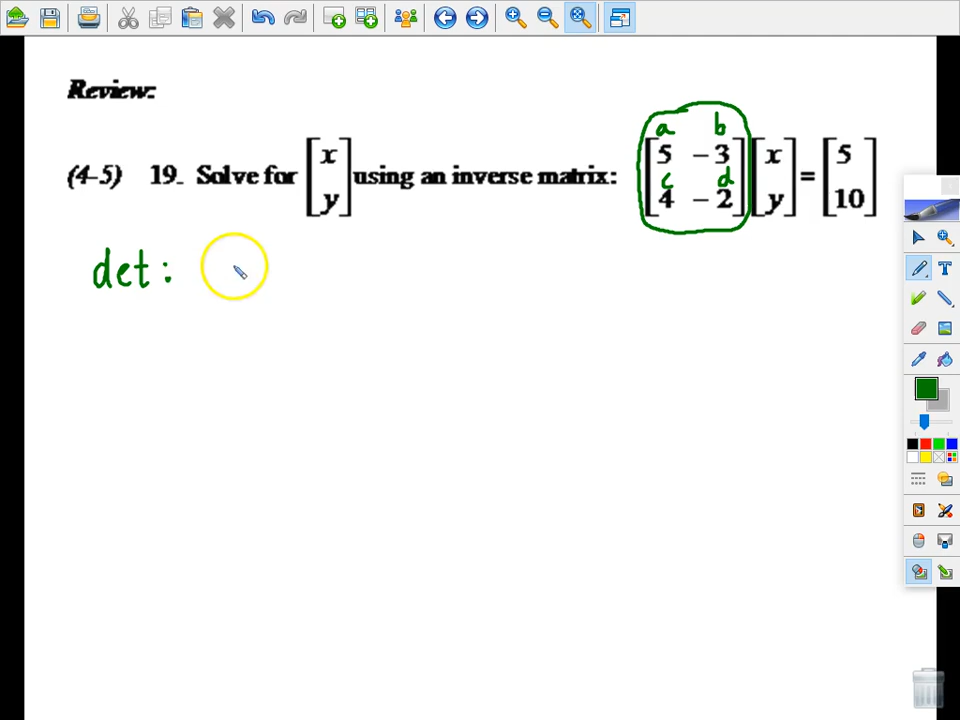 Review:
a b
(4-5) 19. Solve for [x y] using an inverse matrix: [5 -3 4 -2] [x y] = [5 10]
c d
det:
T